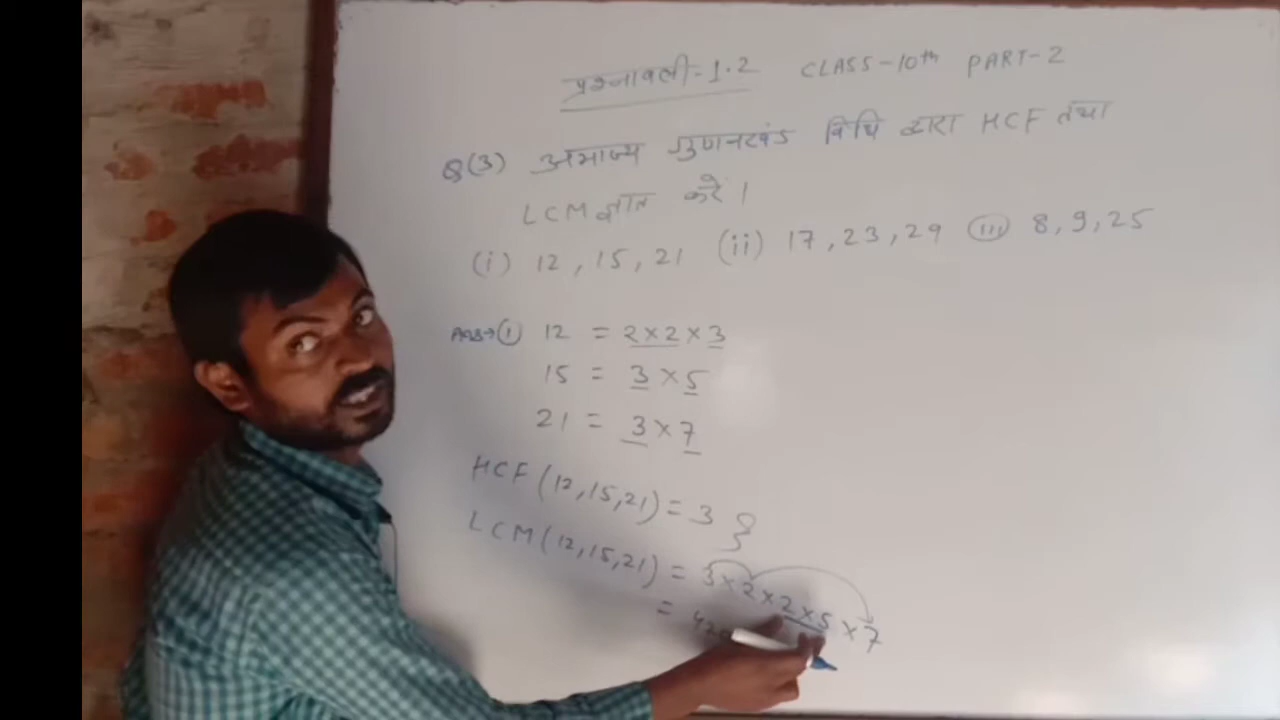 प्रश्नावली-1.2 CLASS-10th PART-2
Q(3) अभाज्य गुणनखंड विधि द्वारा HCF तथा
LCM ज्ञात करें।
(i) 12, 15, 21 (ii) 17, 23, 29 (iii) 8, 9, 25
Ans→(1) 12 = 2×2×3
15 = 3×5
21 = 3×7
HCF (12,15,21) = 3 }
LCM (12,15,21) = 3×2×2×5×7
= 420